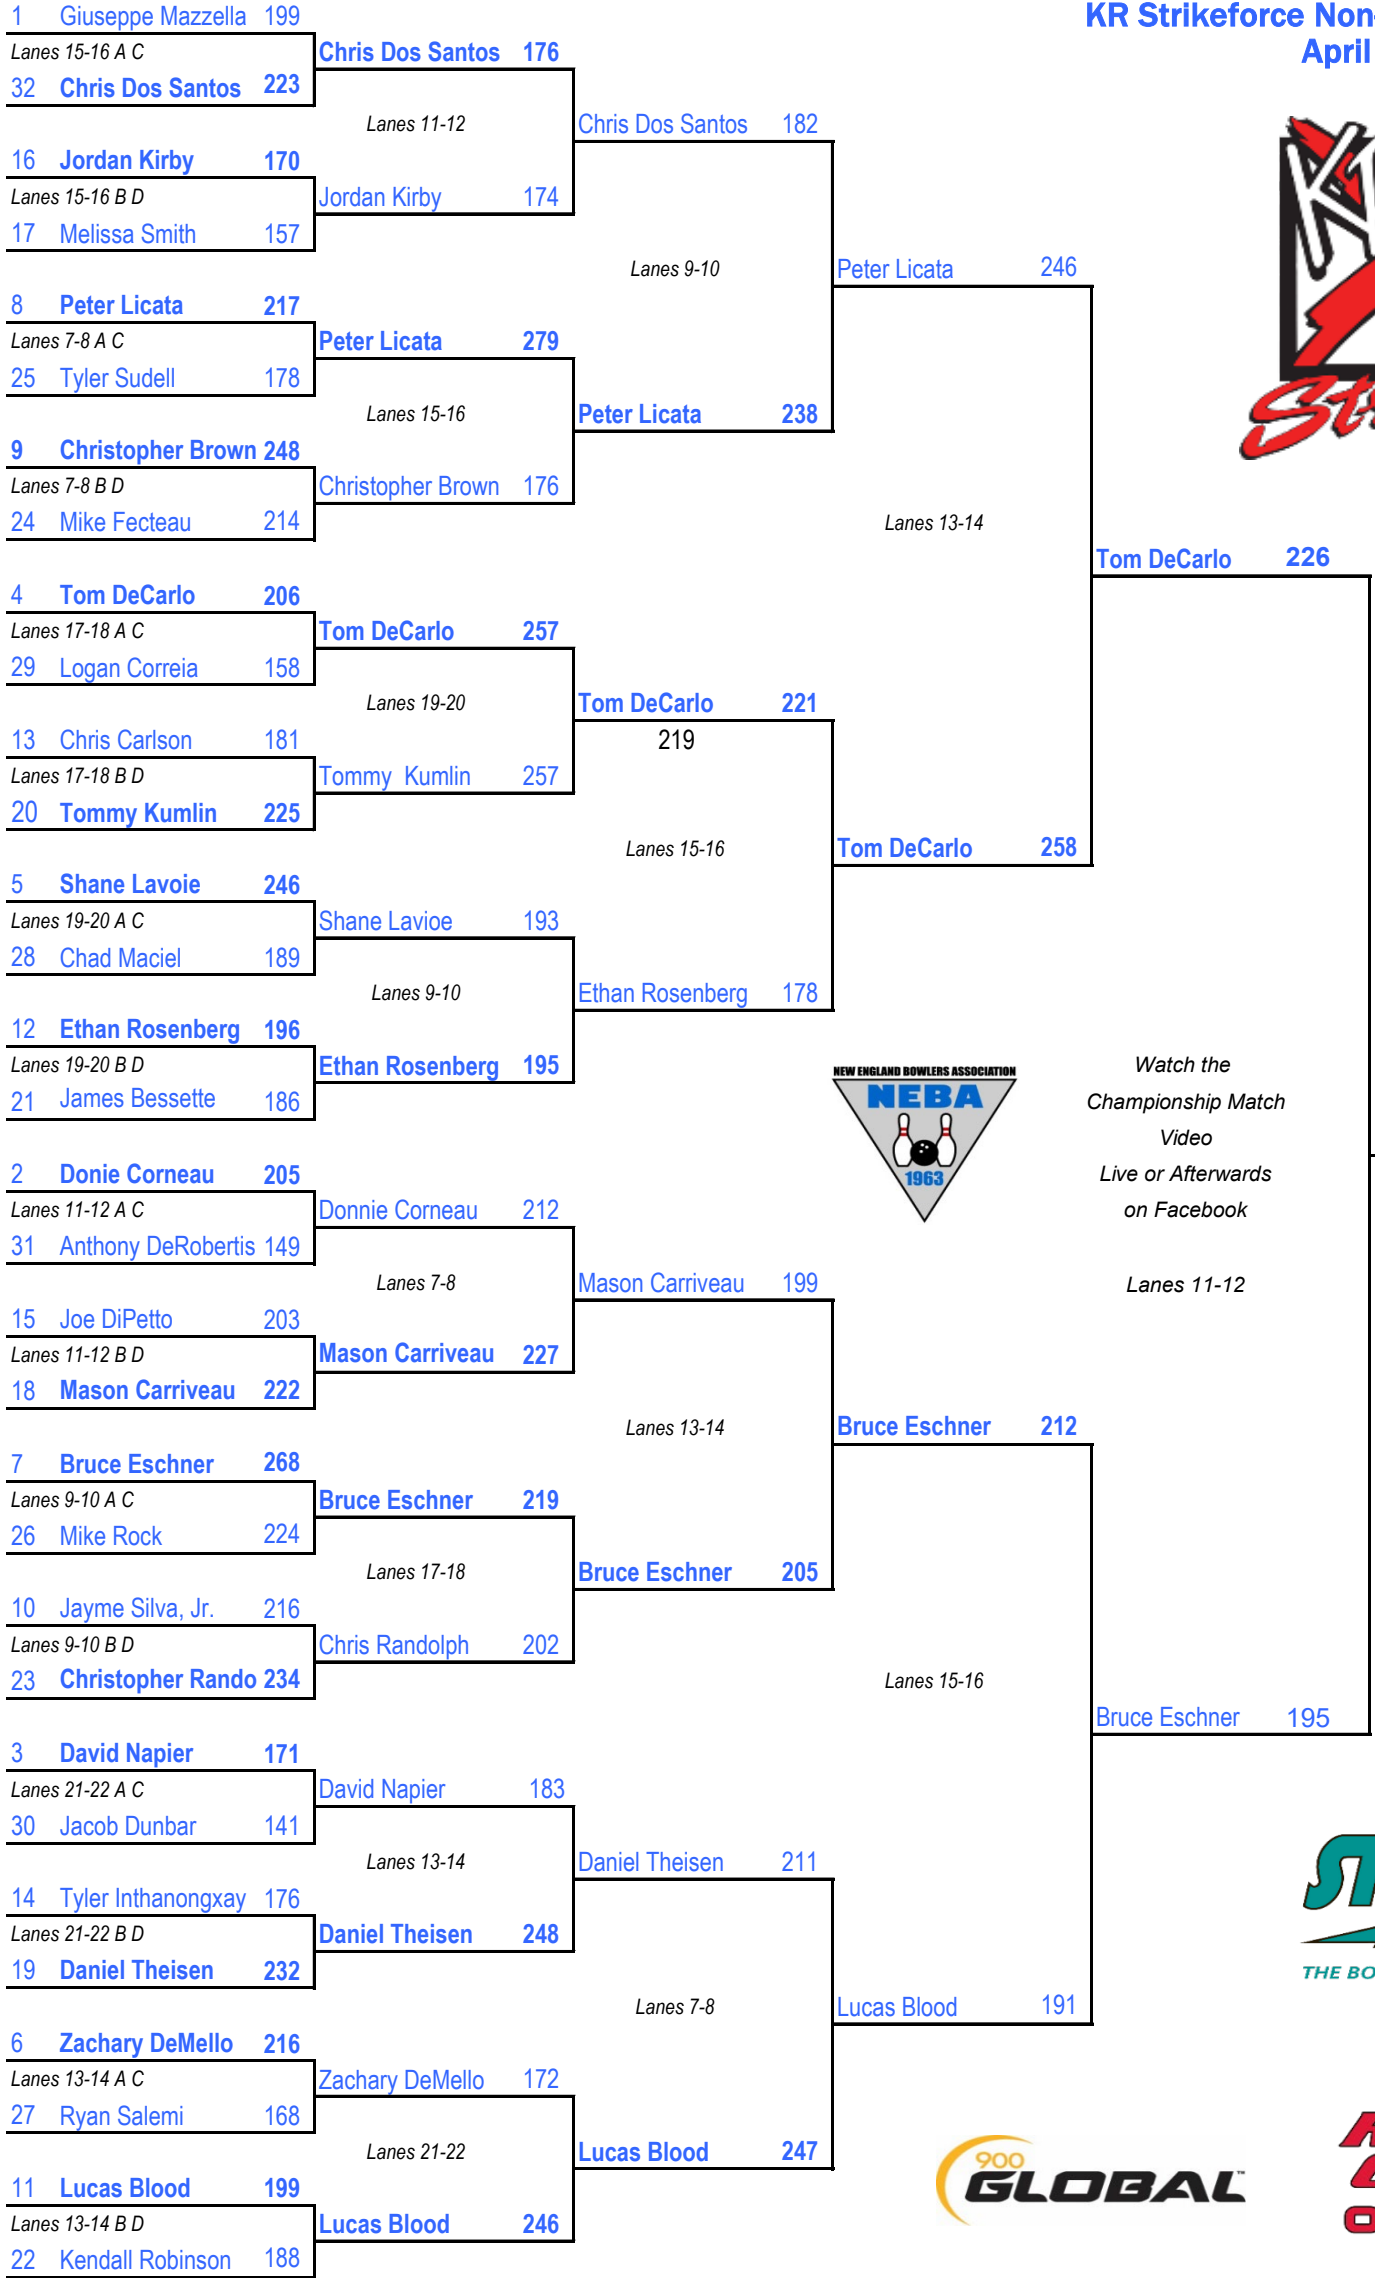 KR Strikeforce Non-
April
1 Giuseppe Mazzella 199
Lanes 15-16 A C
32 Chris Dos Santos 223
16 Jordan Kirby 170
Lanes 15-16 B D
17 Melissa Smith 157
8 Peter Licata 217
Lanes 7-8 A C
25 Tyler Sudell 178
9 Christopher Brown 248
Lanes 7-8 B D
24 Mike Fecteau 214
4 Tom DeCarlo 206
Lanes 17-18 A C
29 Logan Correia 158
13 Chris Carlson 181
Lanes 17-18 B D
20 Tommy Kumlin 225
5 Shane Lavoie 246
Lanes 19-20 A C
28 Chad Maciel 189
12 Ethan Rosenberg 196
Lanes 19-20 B D
21 James Bessette 186
2 Donie Corneau 205
Lanes 11-12 A C
31 Anthony DeRobertis 149
15 Joe DiPetto 203
Lanes 11-12 B D
18 Mason Carriveau 222
7 Bruce Eschner 268
Lanes 9-10 A C
26 Mike Rock 224
10 Jayme Silva, Jr. 216
Lanes 9-10 B D
23 Christopher Rando 234
3 David Napier 171
Lanes 21-22 A C
30 Jacob Dunbar 141
14 Tyler Inthanongxay 176
Lanes 21-22 B D
19 Daniel Theisen 232
6 Zachary DeMello 216
Lanes 13-14 A C
27 Ryan Salemi 168
11 Lucas Blood 199
Lanes 13-14 B D
22 Kendall Robinson 188
Chris Dos Santos 176
Lanes 11-12
Jordan Kirby 174
Peter Licata 279
Lanes 15-16
Christopher Brown 176
Tom DeCarlo 257
Lanes 19-20
Tommy Kumlin 257
Shane Lavioe 193
Lanes 9-10
Ethan Rosenberg 195
Donnie Corneau 212
Lanes 7-8
Mason Carriveau 227
Bruce Eschner 219
Lanes 17-18
Chris Randolph 202
David Napier 183
Lanes 13-14
Daniel Theisen 248
Zachary DeMello 172
Lanes 21-22
Lucas Blood 246
Chris Dos Santos 182
Lanes 9-10
Peter Licata 238
Tom DeCarlo 221
219
Lanes 15-16
Ethan Rosenberg 178
Mason Carriveau 199
Lanes 13-14
Bruce Eschner 205
Daniel Theisen 211
Lanes 7-8
Lucas Blood 247
Peter Licata 246
Lanes 13-14
Tom DeCarlo 258
Bruce Eschner 212
Lanes 15-16
Lucas Blood 191
Tom DeCarlo 226
Bruce Eschner 195
NEW ENGLAND BOWLERS ASSOCIATION
NEBA
1963
Watch the
Championship Match
Video
Live or Afterwards
on Facebook
Lanes 11-12
THE BO
900
GLOBAL